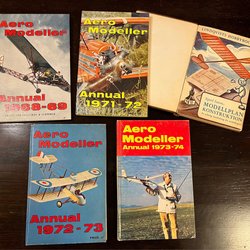 Aero
Modeller
Annual
1968-69
Aero
Modeller
Annual
1971-72
MODELLPLAN
KONSTRUKTION
Aero
Modeller
Annual
1972-73
Aero
Modeller
Annual 1973-74